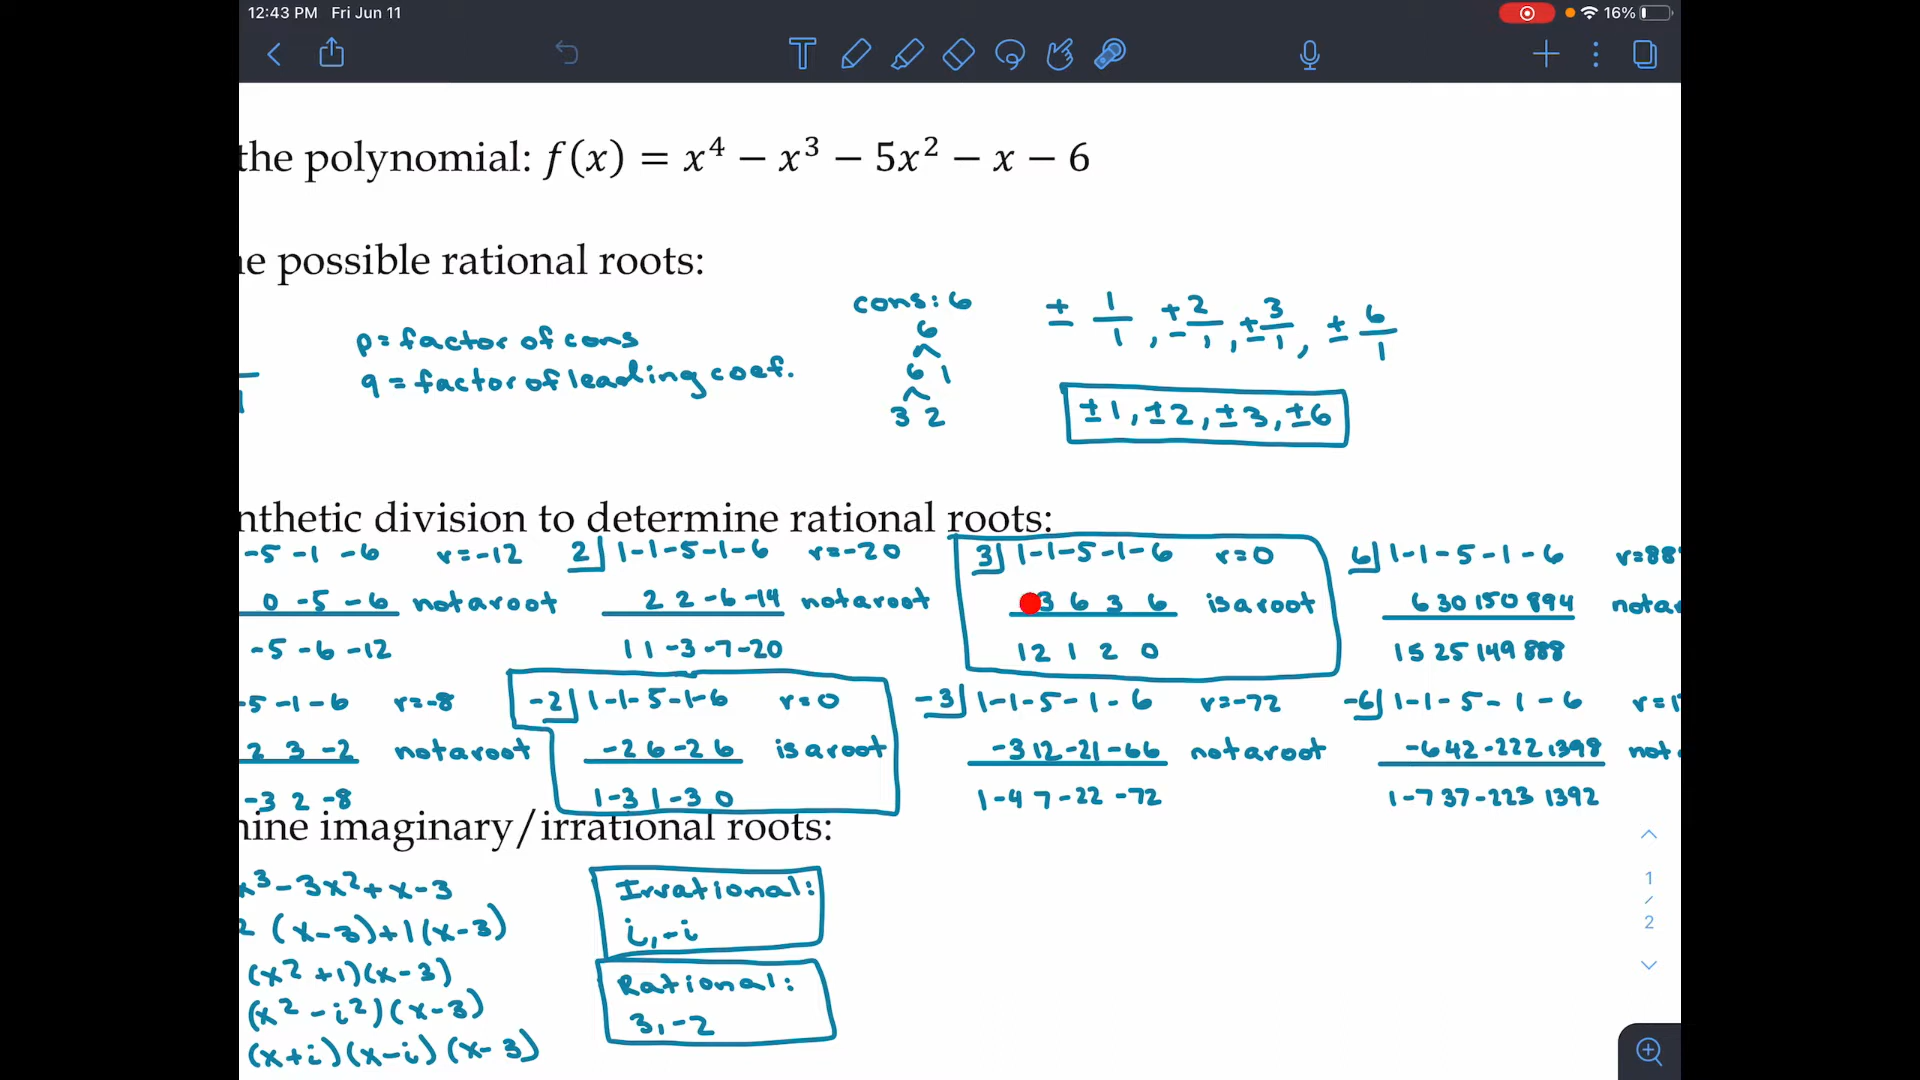 12:43 PM Fri Jun 11
16%
the polynomial: f(x) = x⁴ − x³ − 5x² − x − 6
e possible rational roots:
p = factor of cons
q = factor of leading coef.
cons: 6
6
6 1
3 2
± 1/1, ± 2/1, ± 3/1, ± 6/1
±1, ±2, ±3, ±6
nthetic division to determine rational roots:
-5 -1 -6 r=-12
0 -5 -6 not a root
-5 -6 -12
2 1 -1 -5 -1 -6 r=-20
2 2 -6 -14 not a root
1 1 -3 -7 -20
3 1 -1 -5 -1 -6 r=0
3 6 3 6 is a root
1 2 1 2 0
6 1 -1 -5 -1 -6 r=88
6 30 150 894 not a
1 5 25 149 888
-5 -1 -6 r=-8
2 3 -2 not a root
-3 2 -8
-2 1 -1 -5 -1 -6 r=0
-2 6 -2 6 is a root
1 -3 1 -3 0
-3 1 -1 -5 -1 -6 r=-72
-3 12 -21 -66 not a root
1 -4 7 -22 -72
-6 1 -1 -5 -1 -6 r=1
-6 42 -222 1398 not
1 -7 37 -223 1392
ine imaginary/irrational roots:
x³ - 3x² + x - 3
2 (x-3) + 1(x-3)
(x² + 1)(x - 3)
(x² - i²)(x - 3)
(x+i)(x-i)(x-3)
Irrational:
i, -i
Rational:
3, -2
1
2